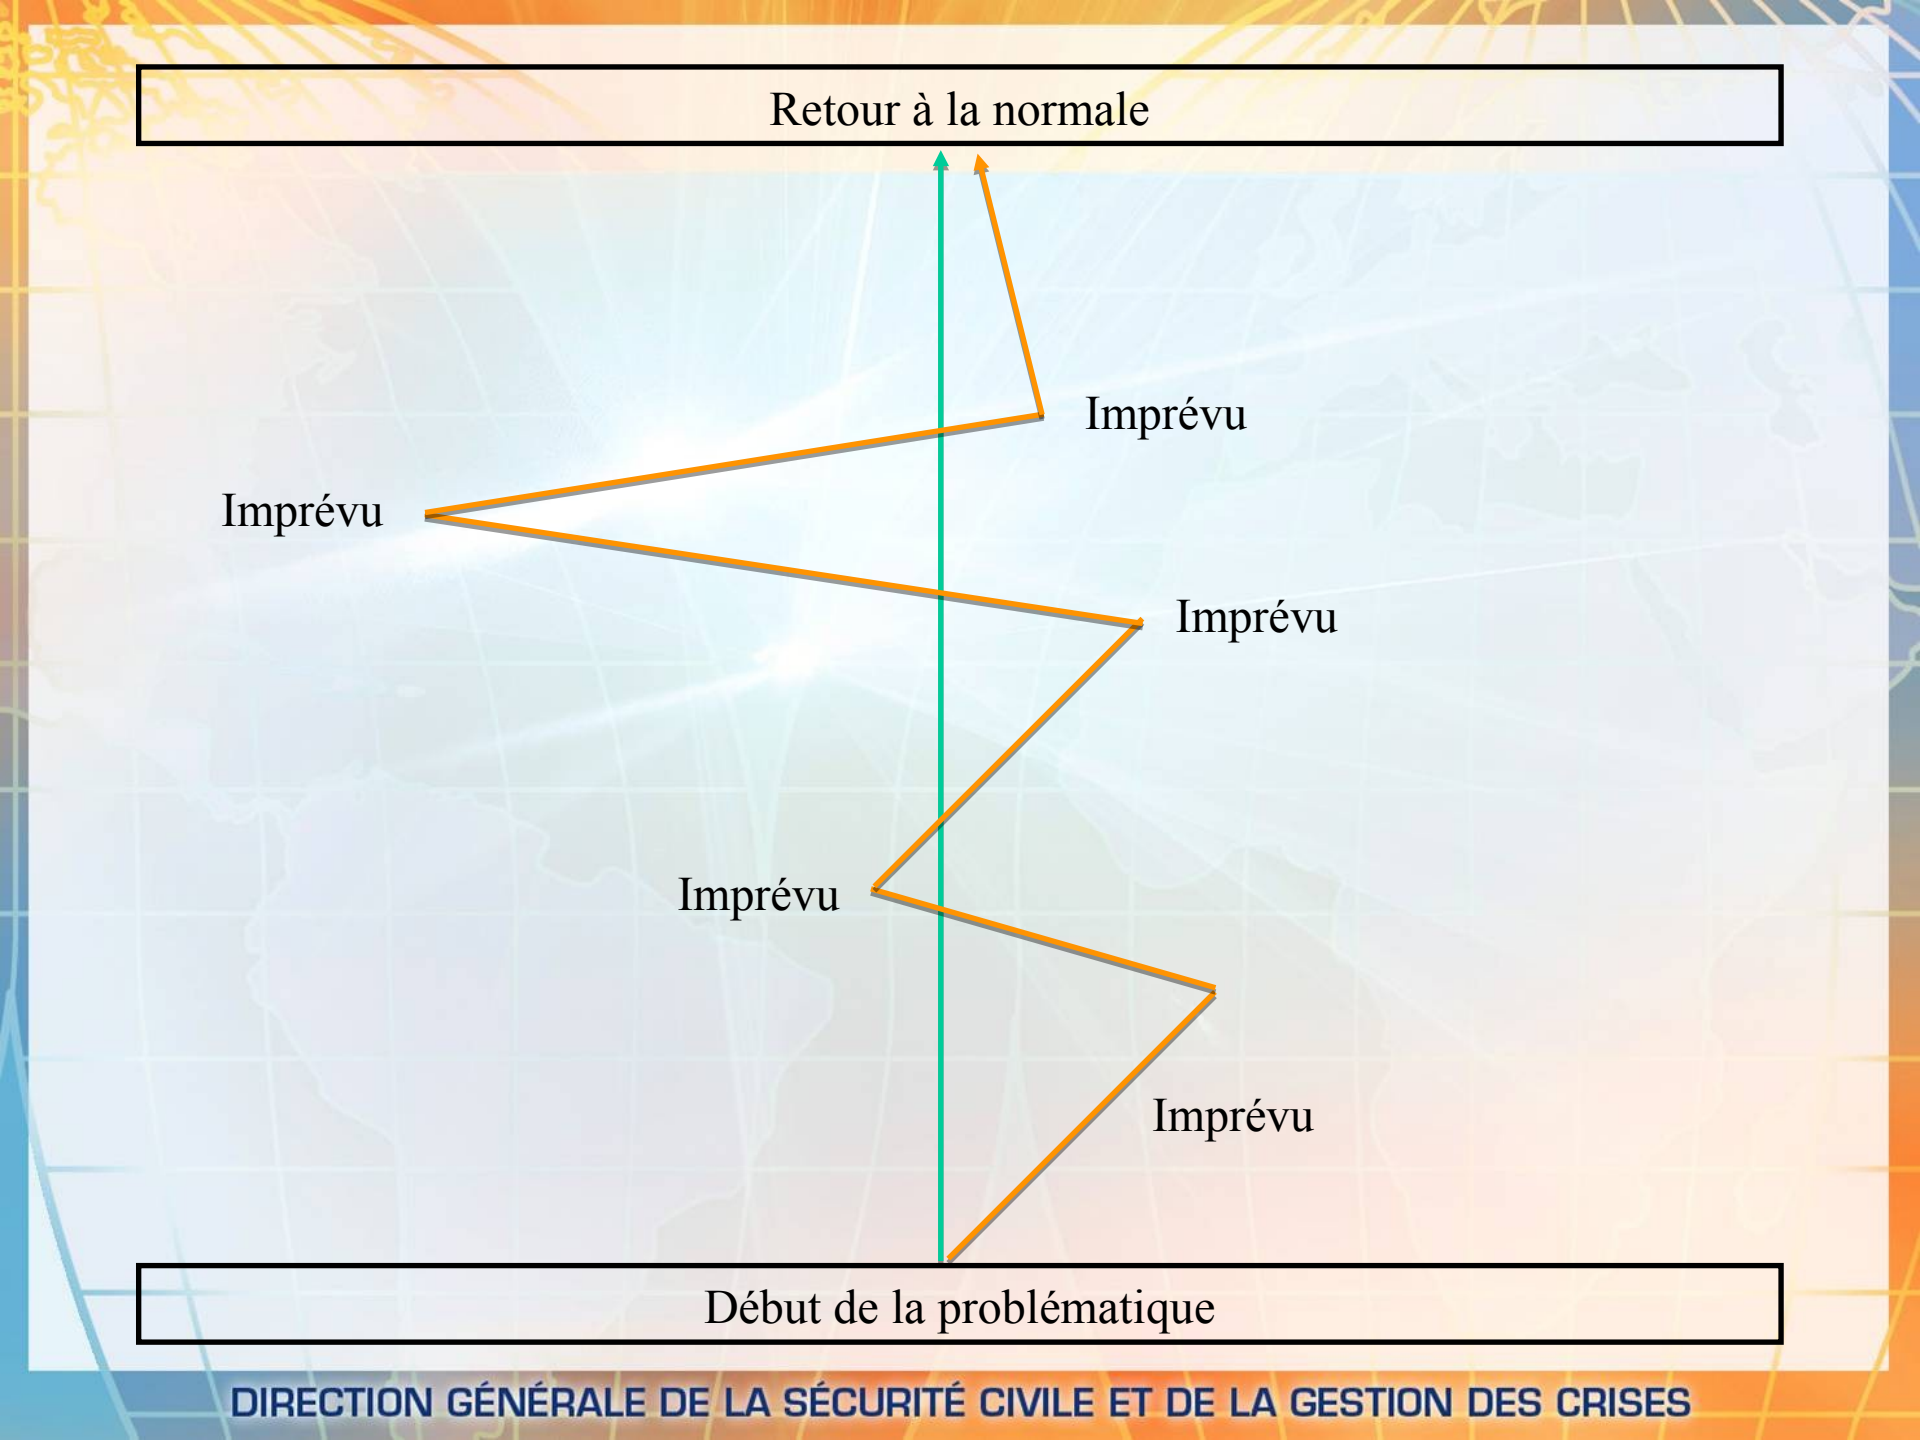 Retour à la normale
Imprévu
Imprévu
Imprévu
Imprévu
Imprévu
Début de la problématique
DIRECTION GÉNÉRALE DE LA SÉCURITÉ CIVILE ET DE LA GESTION DES CRISES